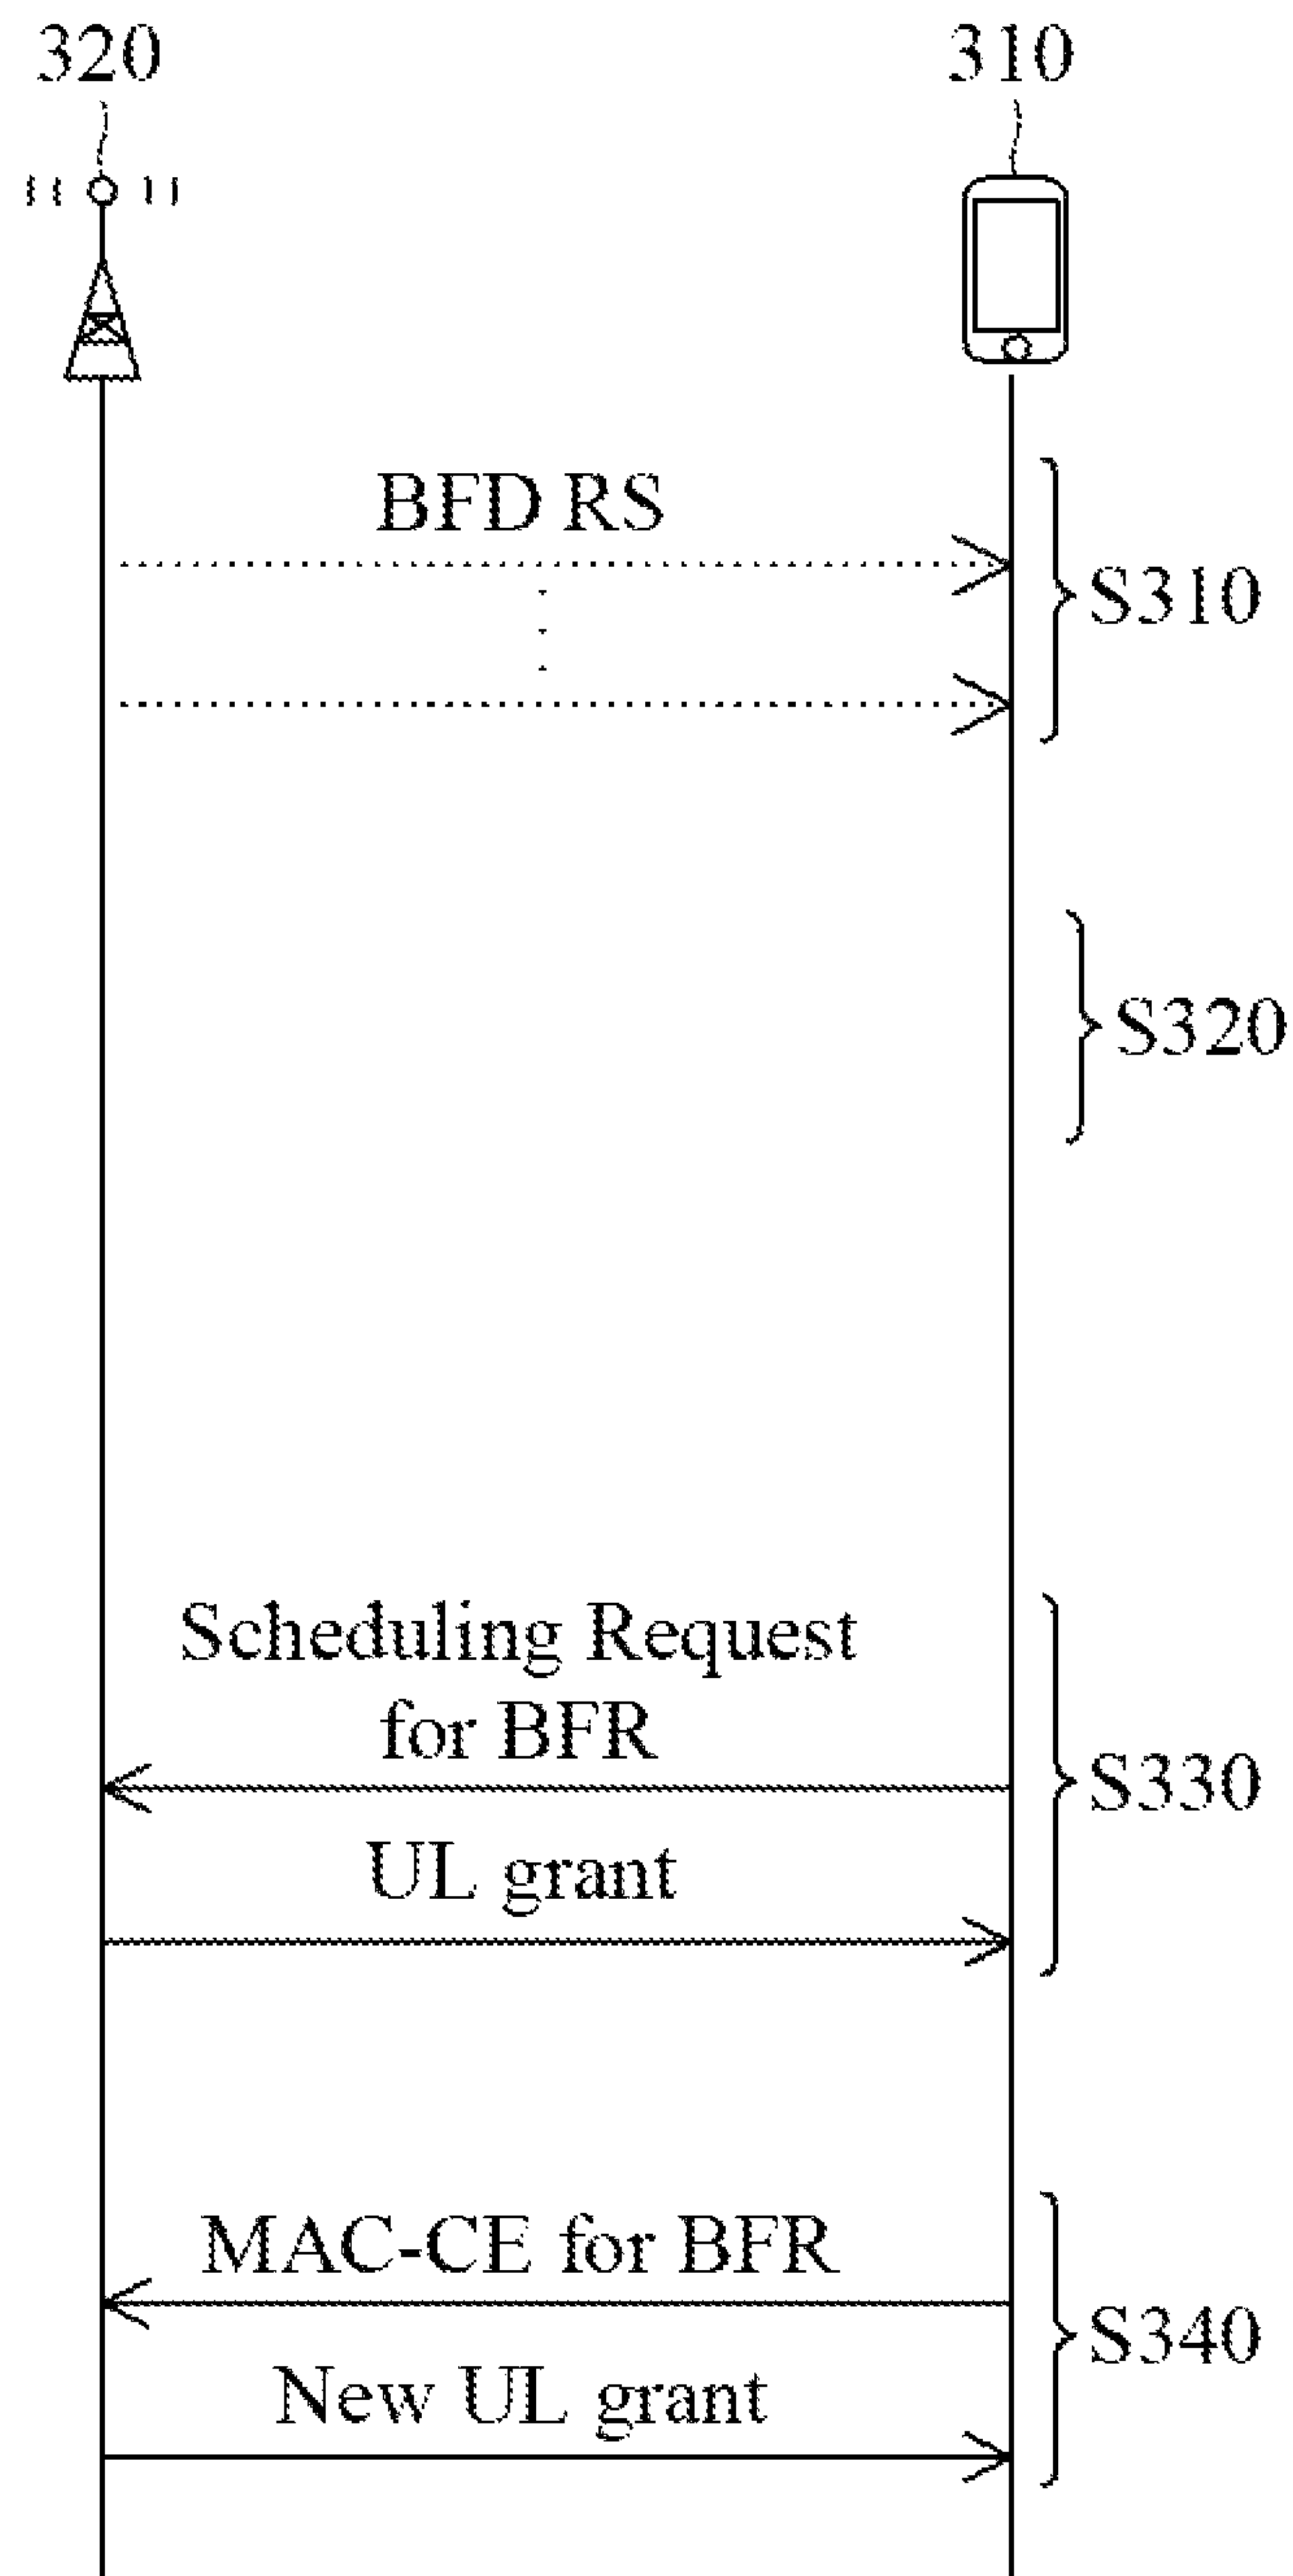 320
310
BFD RS
S310
S320
Scheduling Request
for BFR
S330
UL grant
MAC-CE for BFR
S340
New UL grant